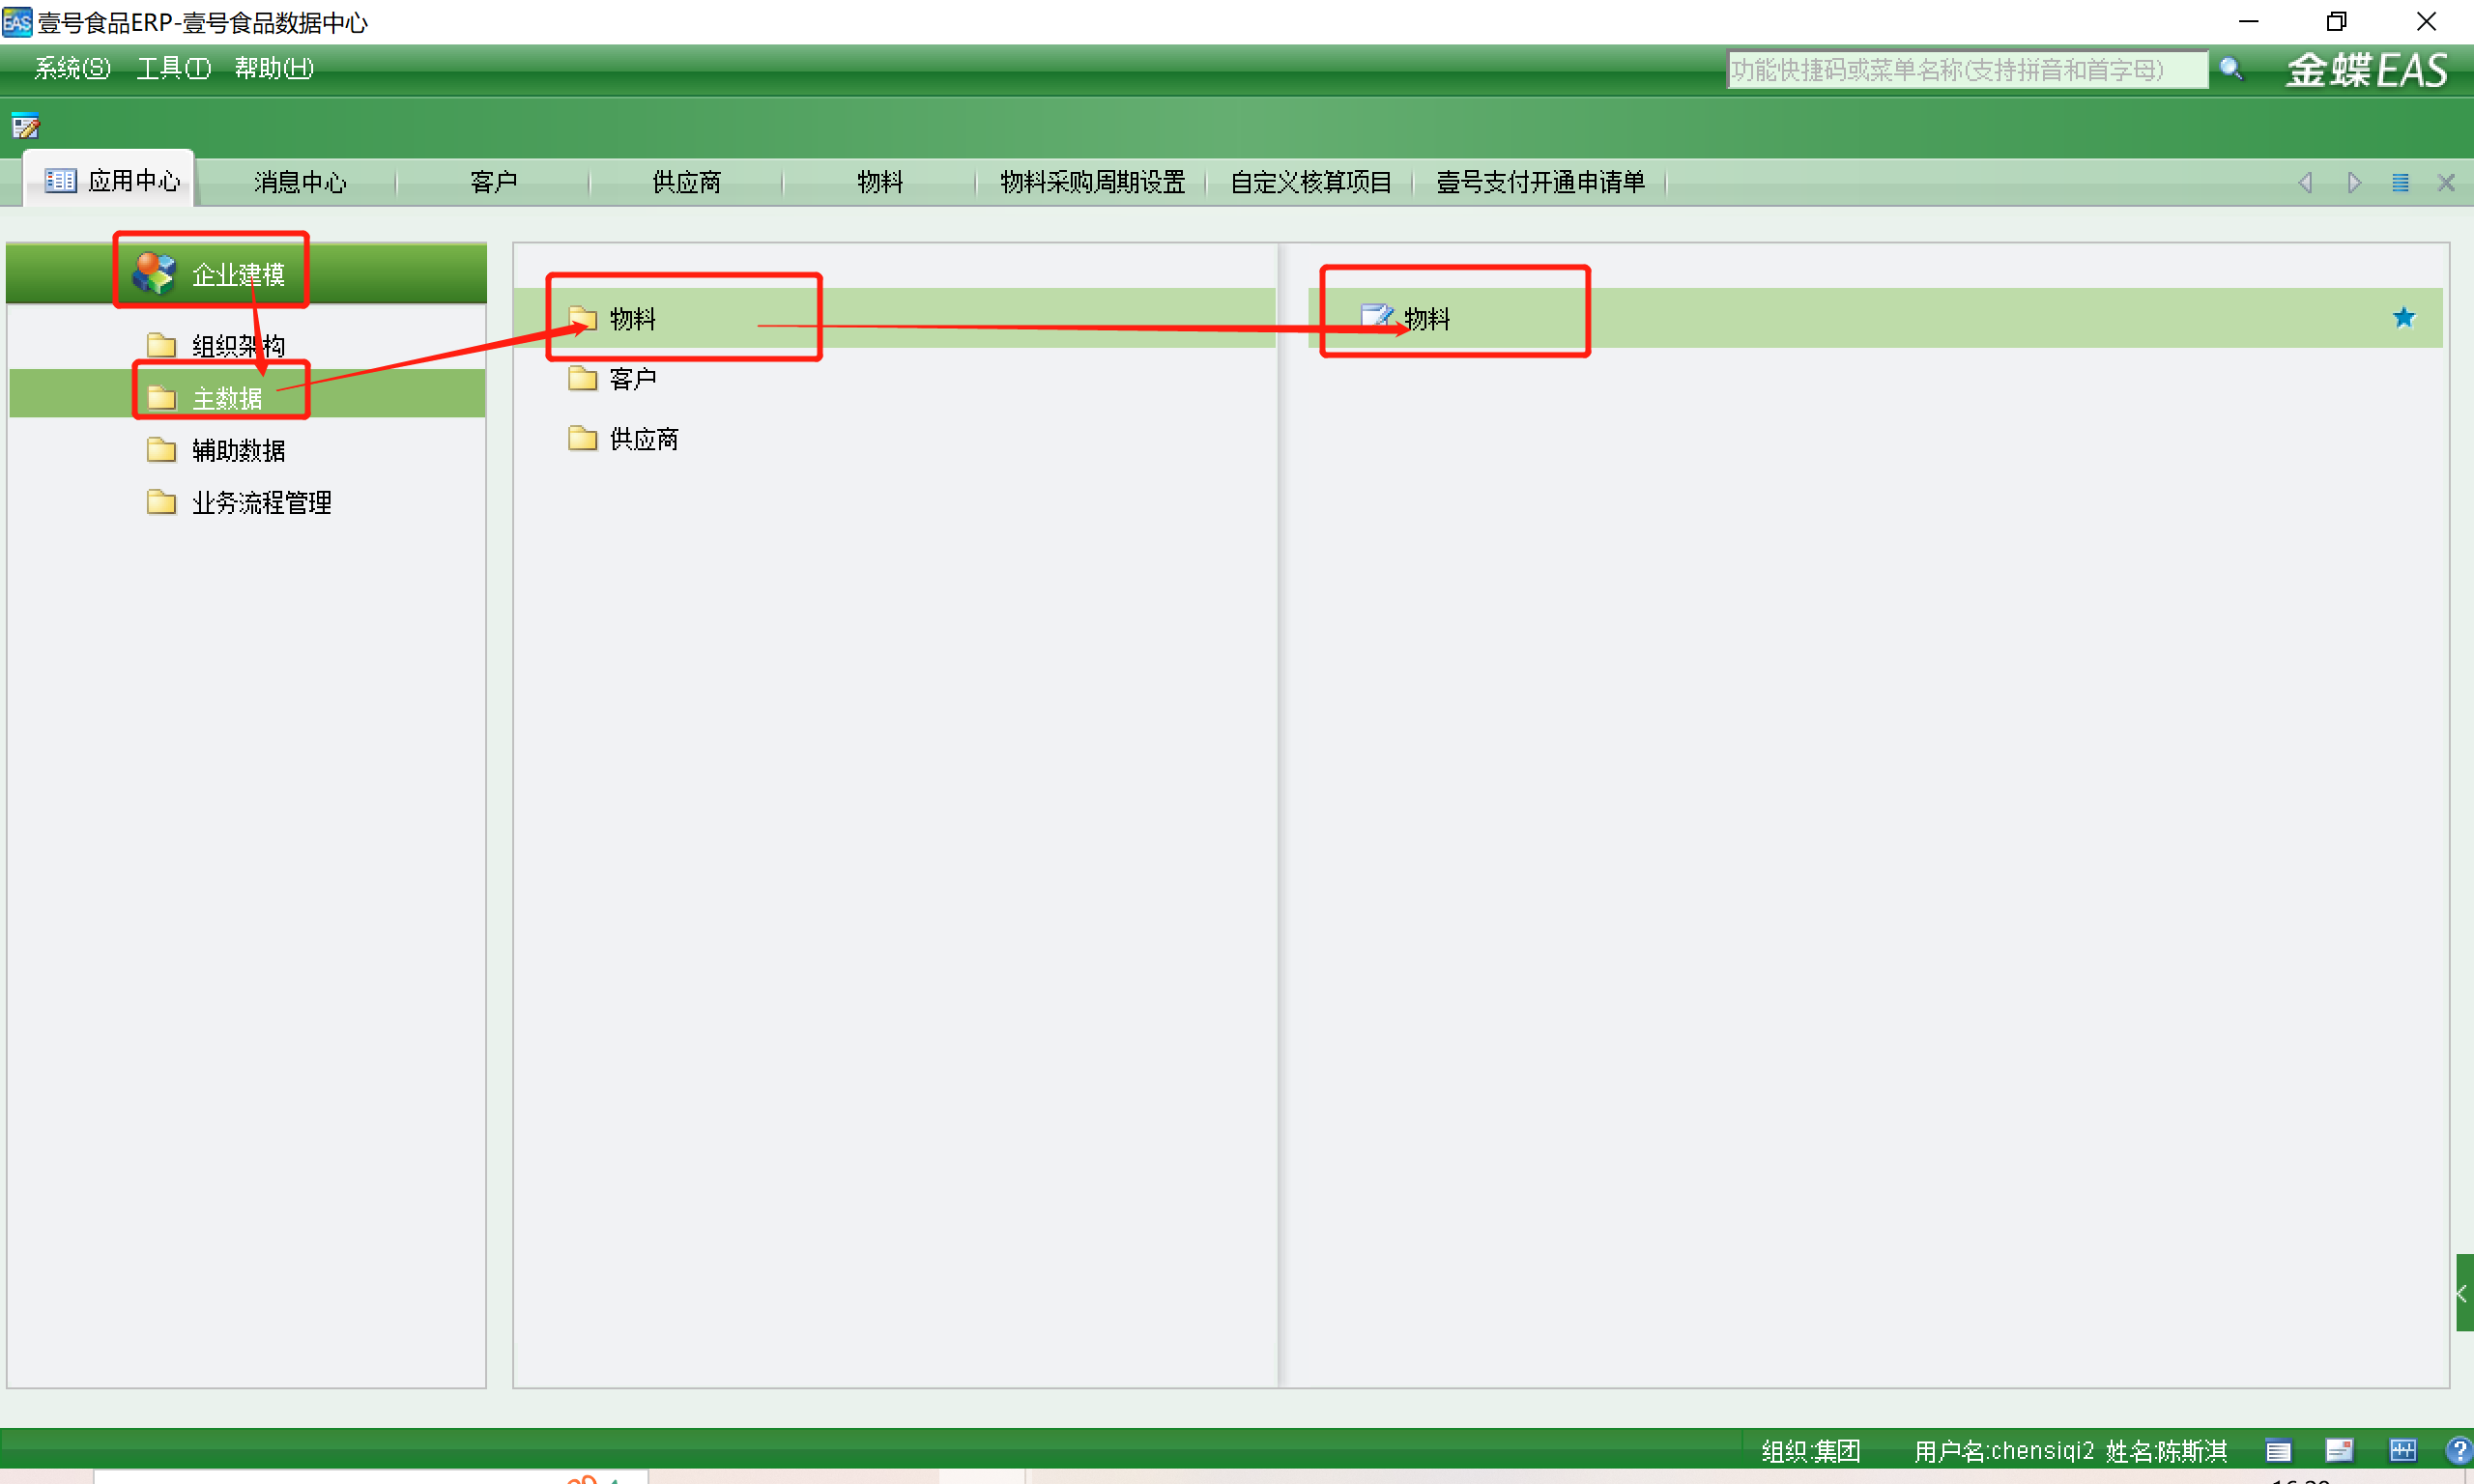 EAS 壹号食品ERP-壹号食品数据中心
系统(S) 工具(T) 帮助(H) 功能快捷码或菜单名称(支持拼音和首字母) 金蝶EAS
应用中心 消息中心 客户 供应商 物料 物料采购周期设置 自定义核算项目 壹号支付开通申请单
企业建模
组织架构
主数据
辅助数据
业务流程管理
物料
客户
供应商
物料
组织:集团 用户名:chensiqi2 姓名:陈斯淇